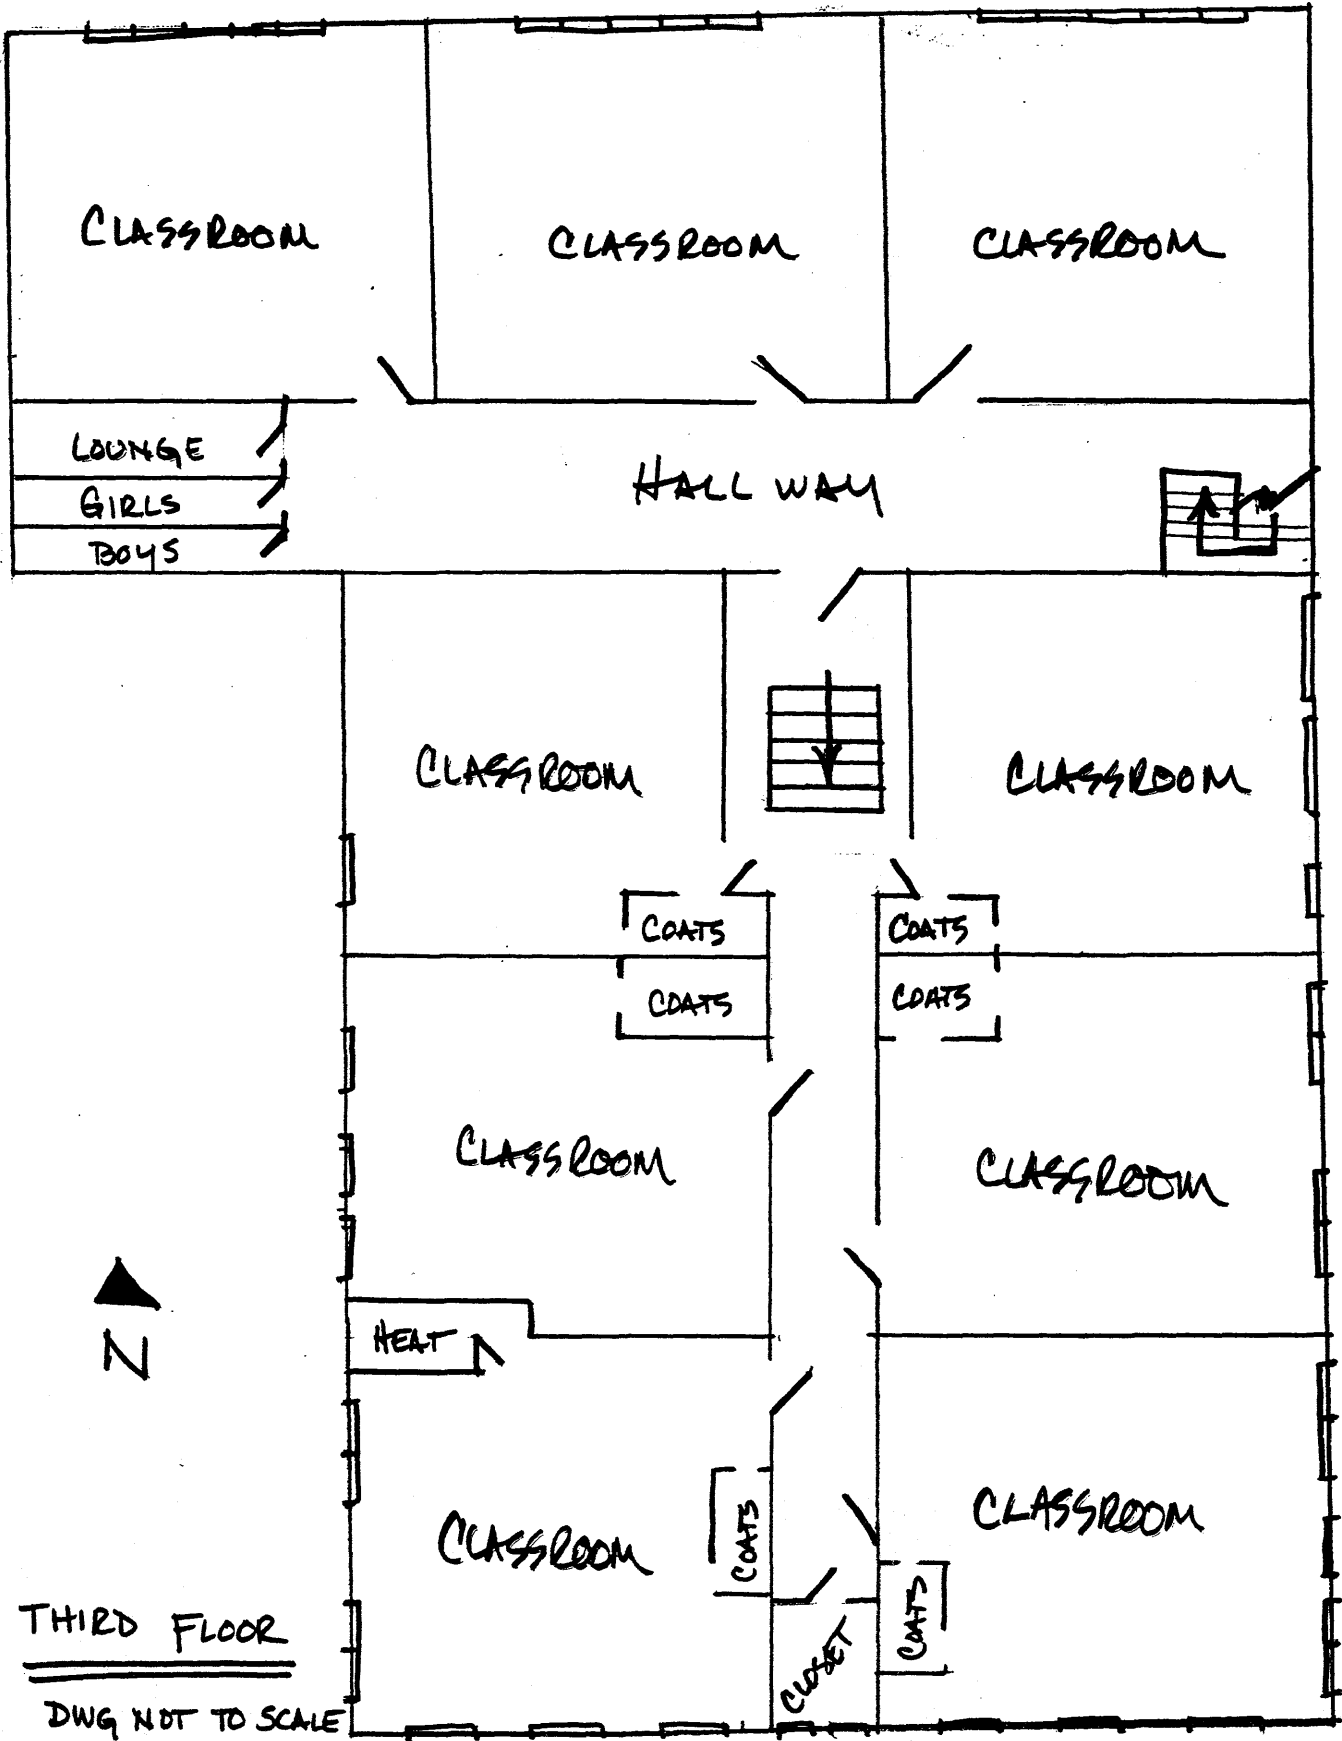 CLASSROOM
CLASSROOM
CLASSROOM
LOUNGE
GIRLS
BOYS
HALLWAY
CLASSROOM
CLASSROOM
COATS
COATS
COATS
COATS
CLASSROOM
CLASSROOM
HEAT
N
CLASSROOM
COATS
CLASSROOM
COATS
CLOSET
THIRD FLOOR
DWG NOT TO SCALE